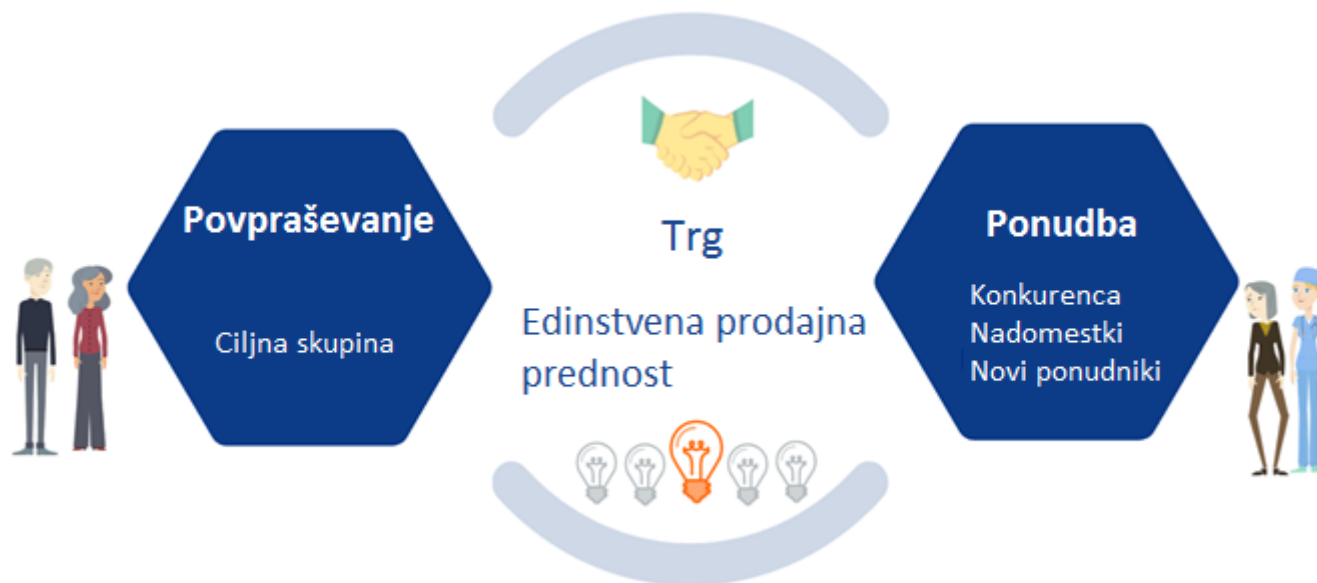 Povpraševanje
Ciljna skupina
Trg
Edinstvena prodajna
prednost
Ponudba
Konkurenca
Nadomestki
Novi ponudniki